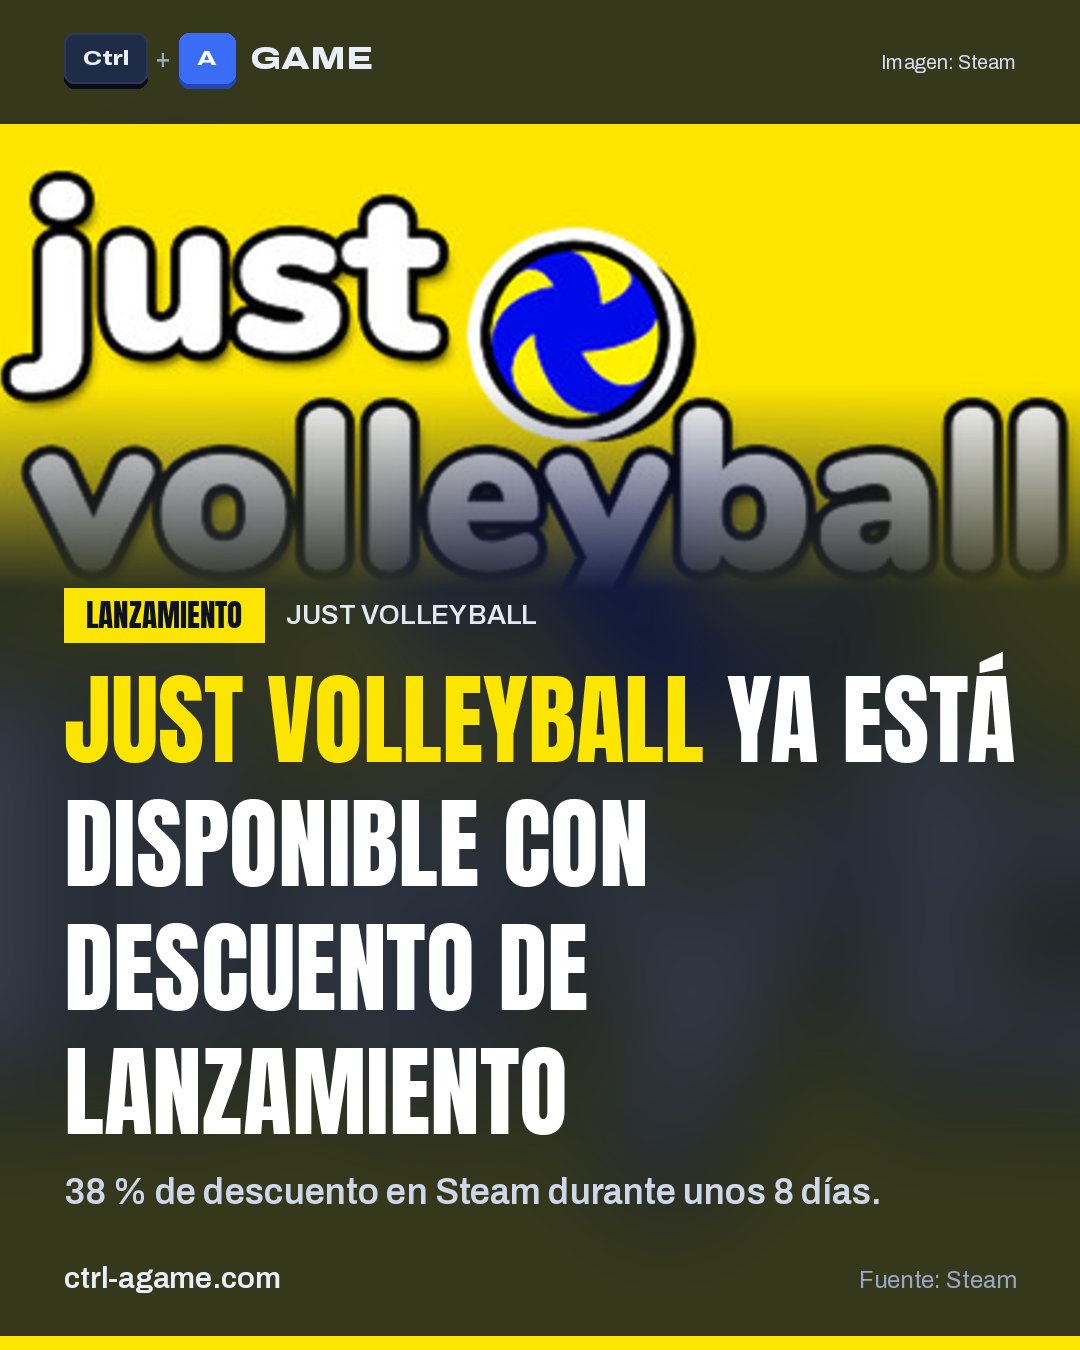 Ctrl + A GAME
Imagen: Steam
just
volleyball
LANZAMIENTO
JUST VOLLEYBALL
JUST VOLLEYBALL YA ESTÁ
DISPONIBLE CON
DESCUENTO DE
LANZAMIENTO
38 % de descuento en Steam durante unos 8 días.
ctrl-agame.com
Fuente: Steam